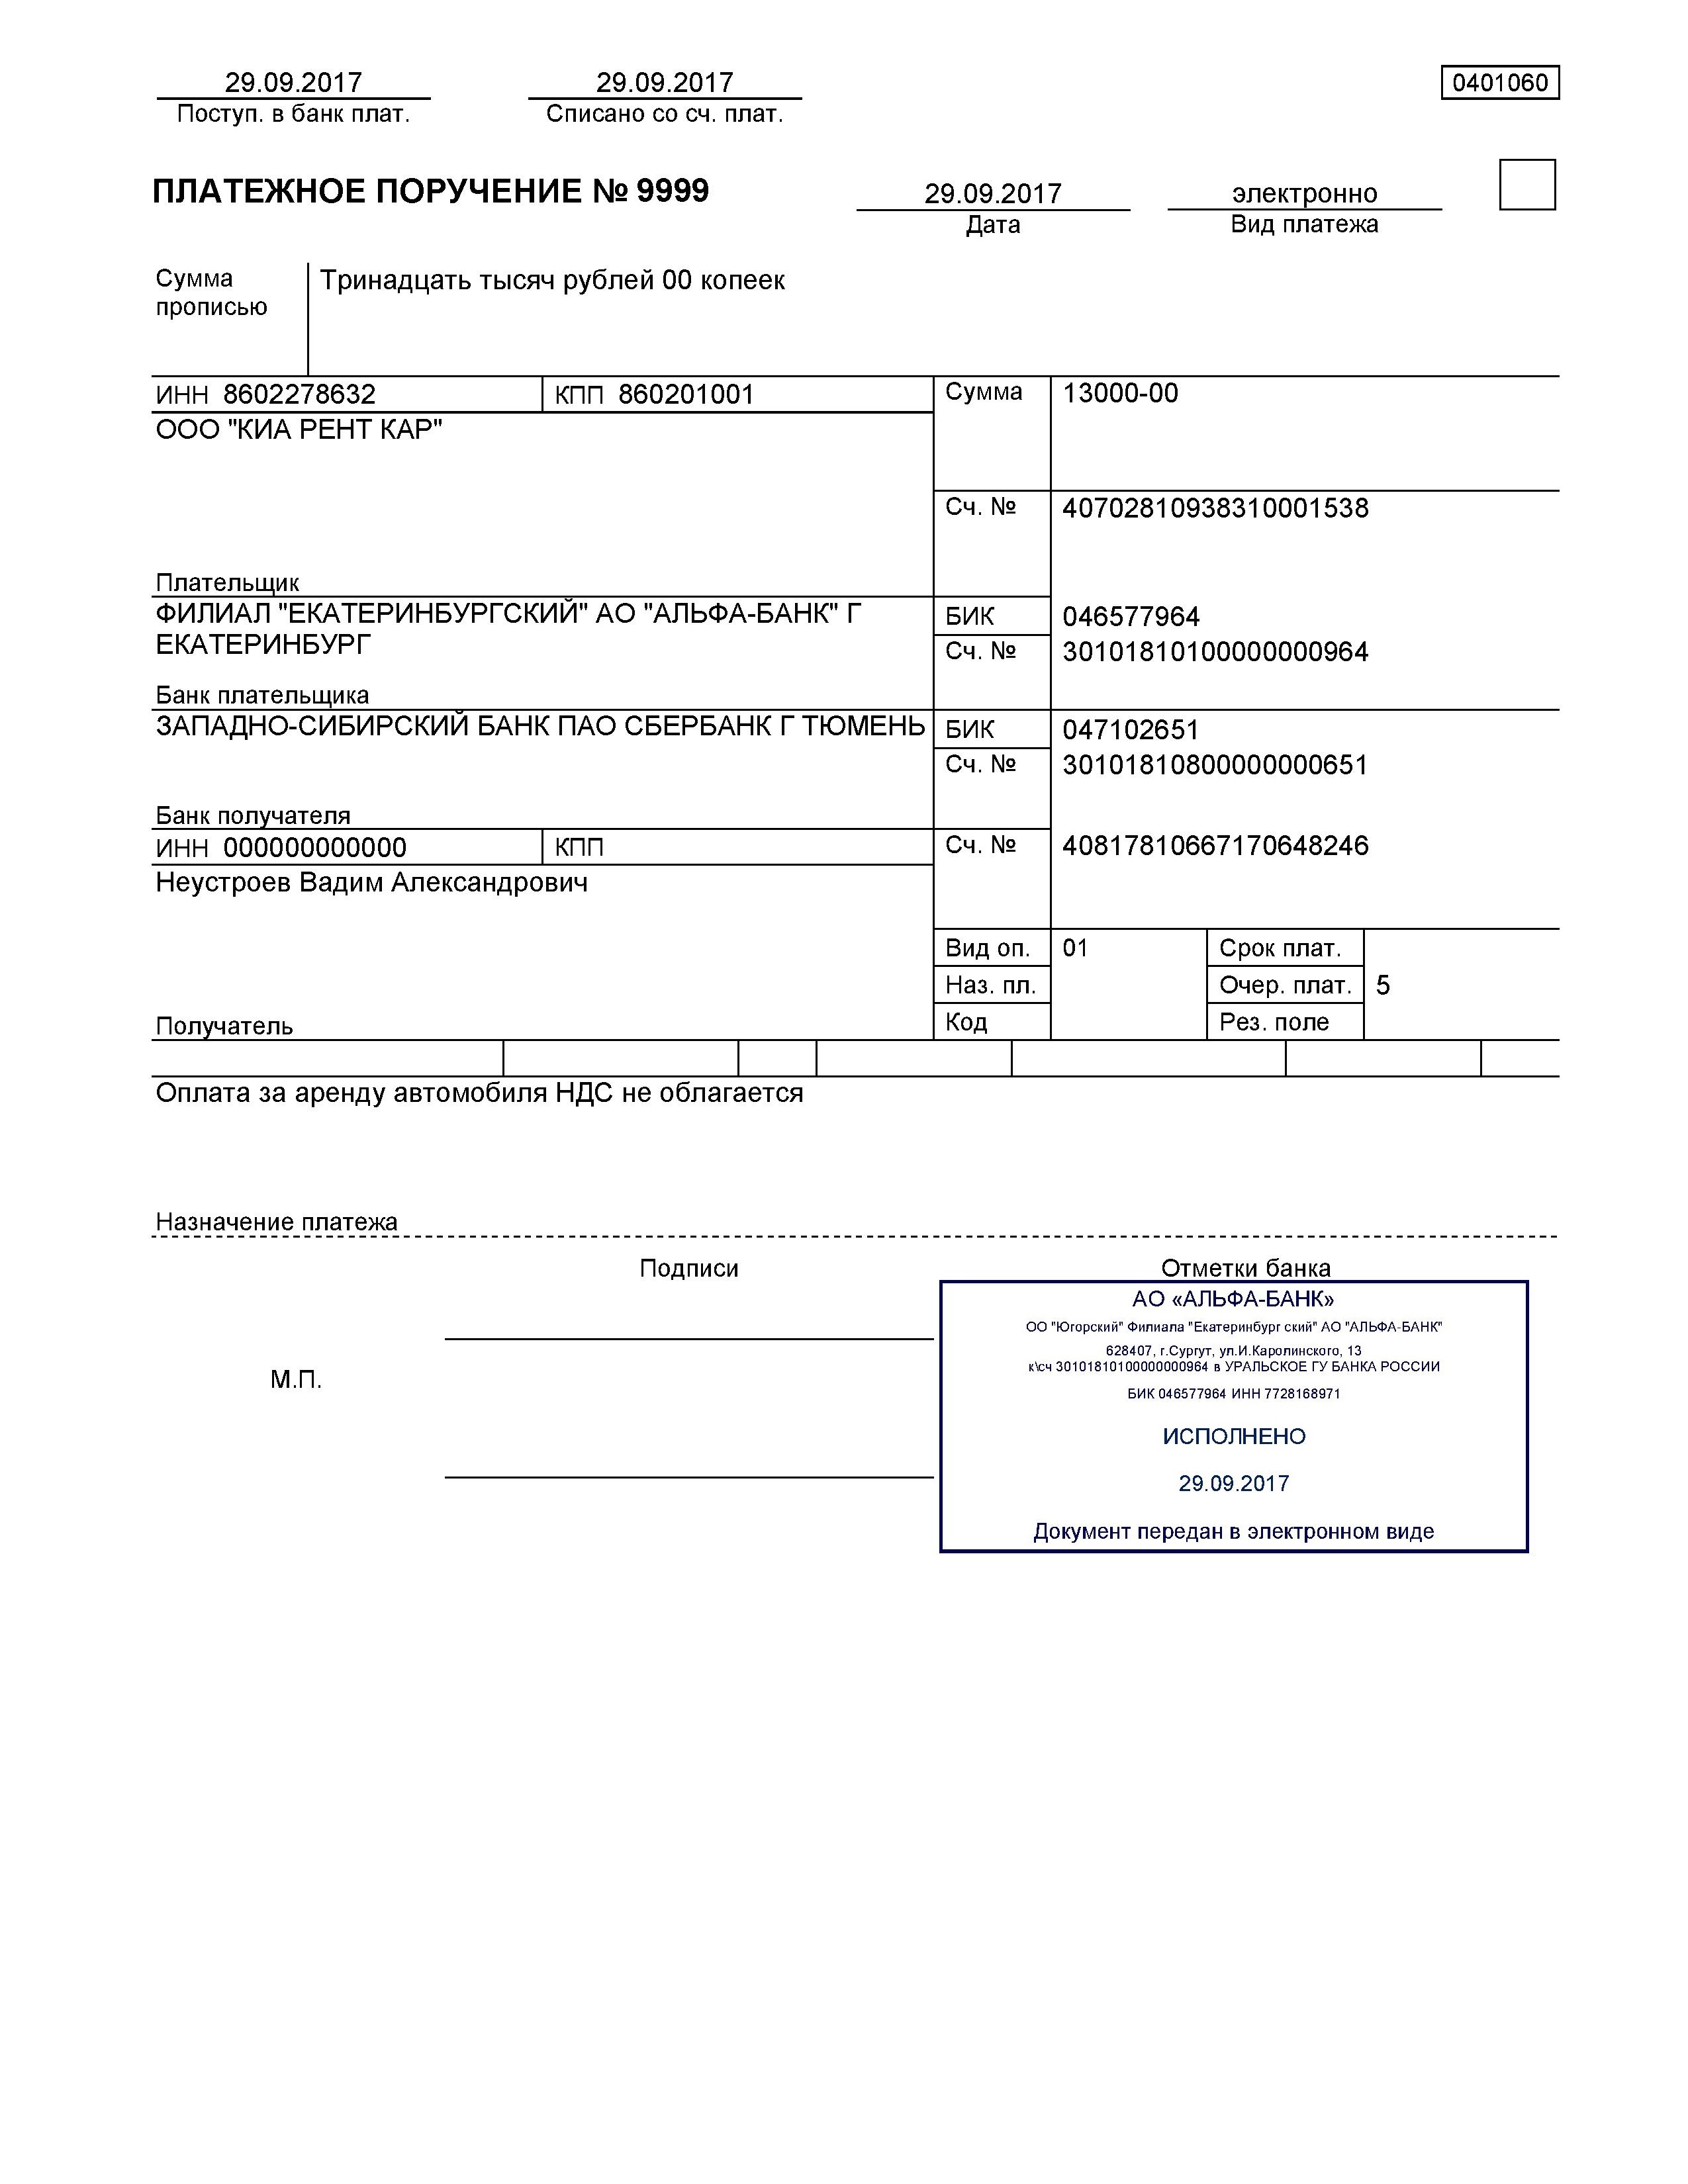 29.09.2017 29.09.2017 0401060
Поступ. в банк плат. Списано со сч. плат.
ПЛАТЕЖНОЕ ПОРУЧЕНИЕ № 9999 29.09.2017 электронно
Дата Вид платежа
Сумма прописью Тринадцать тысяч рублей 00 копеек
ИНН 8602278632 КПП 860201001 Сумма 13000-00
ООО "КИА РЕНТ КАР"
Сч. № 40702810938310001538
Плательщик
ФИЛИАЛ "ЕКАТЕРИНБУРГСКИЙ" АО "АЛЬФА-БАНК" Г БИК 046577964
ЕКАТЕРИНБУРГ Сч. № 30101810100000000964
Банк плательщика
ЗАПАДНО-СИБИРСКИЙ БАНК ПАО СБЕРБАНК Г ТЮМЕНЬ БИК 047102651
Сч. № 30101810800000000651
Банк получателя
ИНН 000000000000 КПП Сч. № 40817810667170648246
Неустроев Вадим Александрович
Вид оп. 01 Срок плат.
Наз. пл. Очер. плат. 5
Получатель Код Рез. поле
Оплата за аренду автомобиля НДС не облагается
Назначение платежа
Подписи Отметки банка
АО «АЛЬФА-БАНК»
ОО "Югорский" Филиала "Екатеринбург ский" АО "АЛЬФА-БАНК"
628407, г.Сургут, ул.И.Каролинского, 13
к\сч 30101810100000000964 в УРАЛЬСКОЕ ГУ БАНКА РОССИИ
М.П.
БИК 046577964 ИНН 7728168971
ИСПОЛНЕНО
29.09.2017
Документ передан в электронном виде